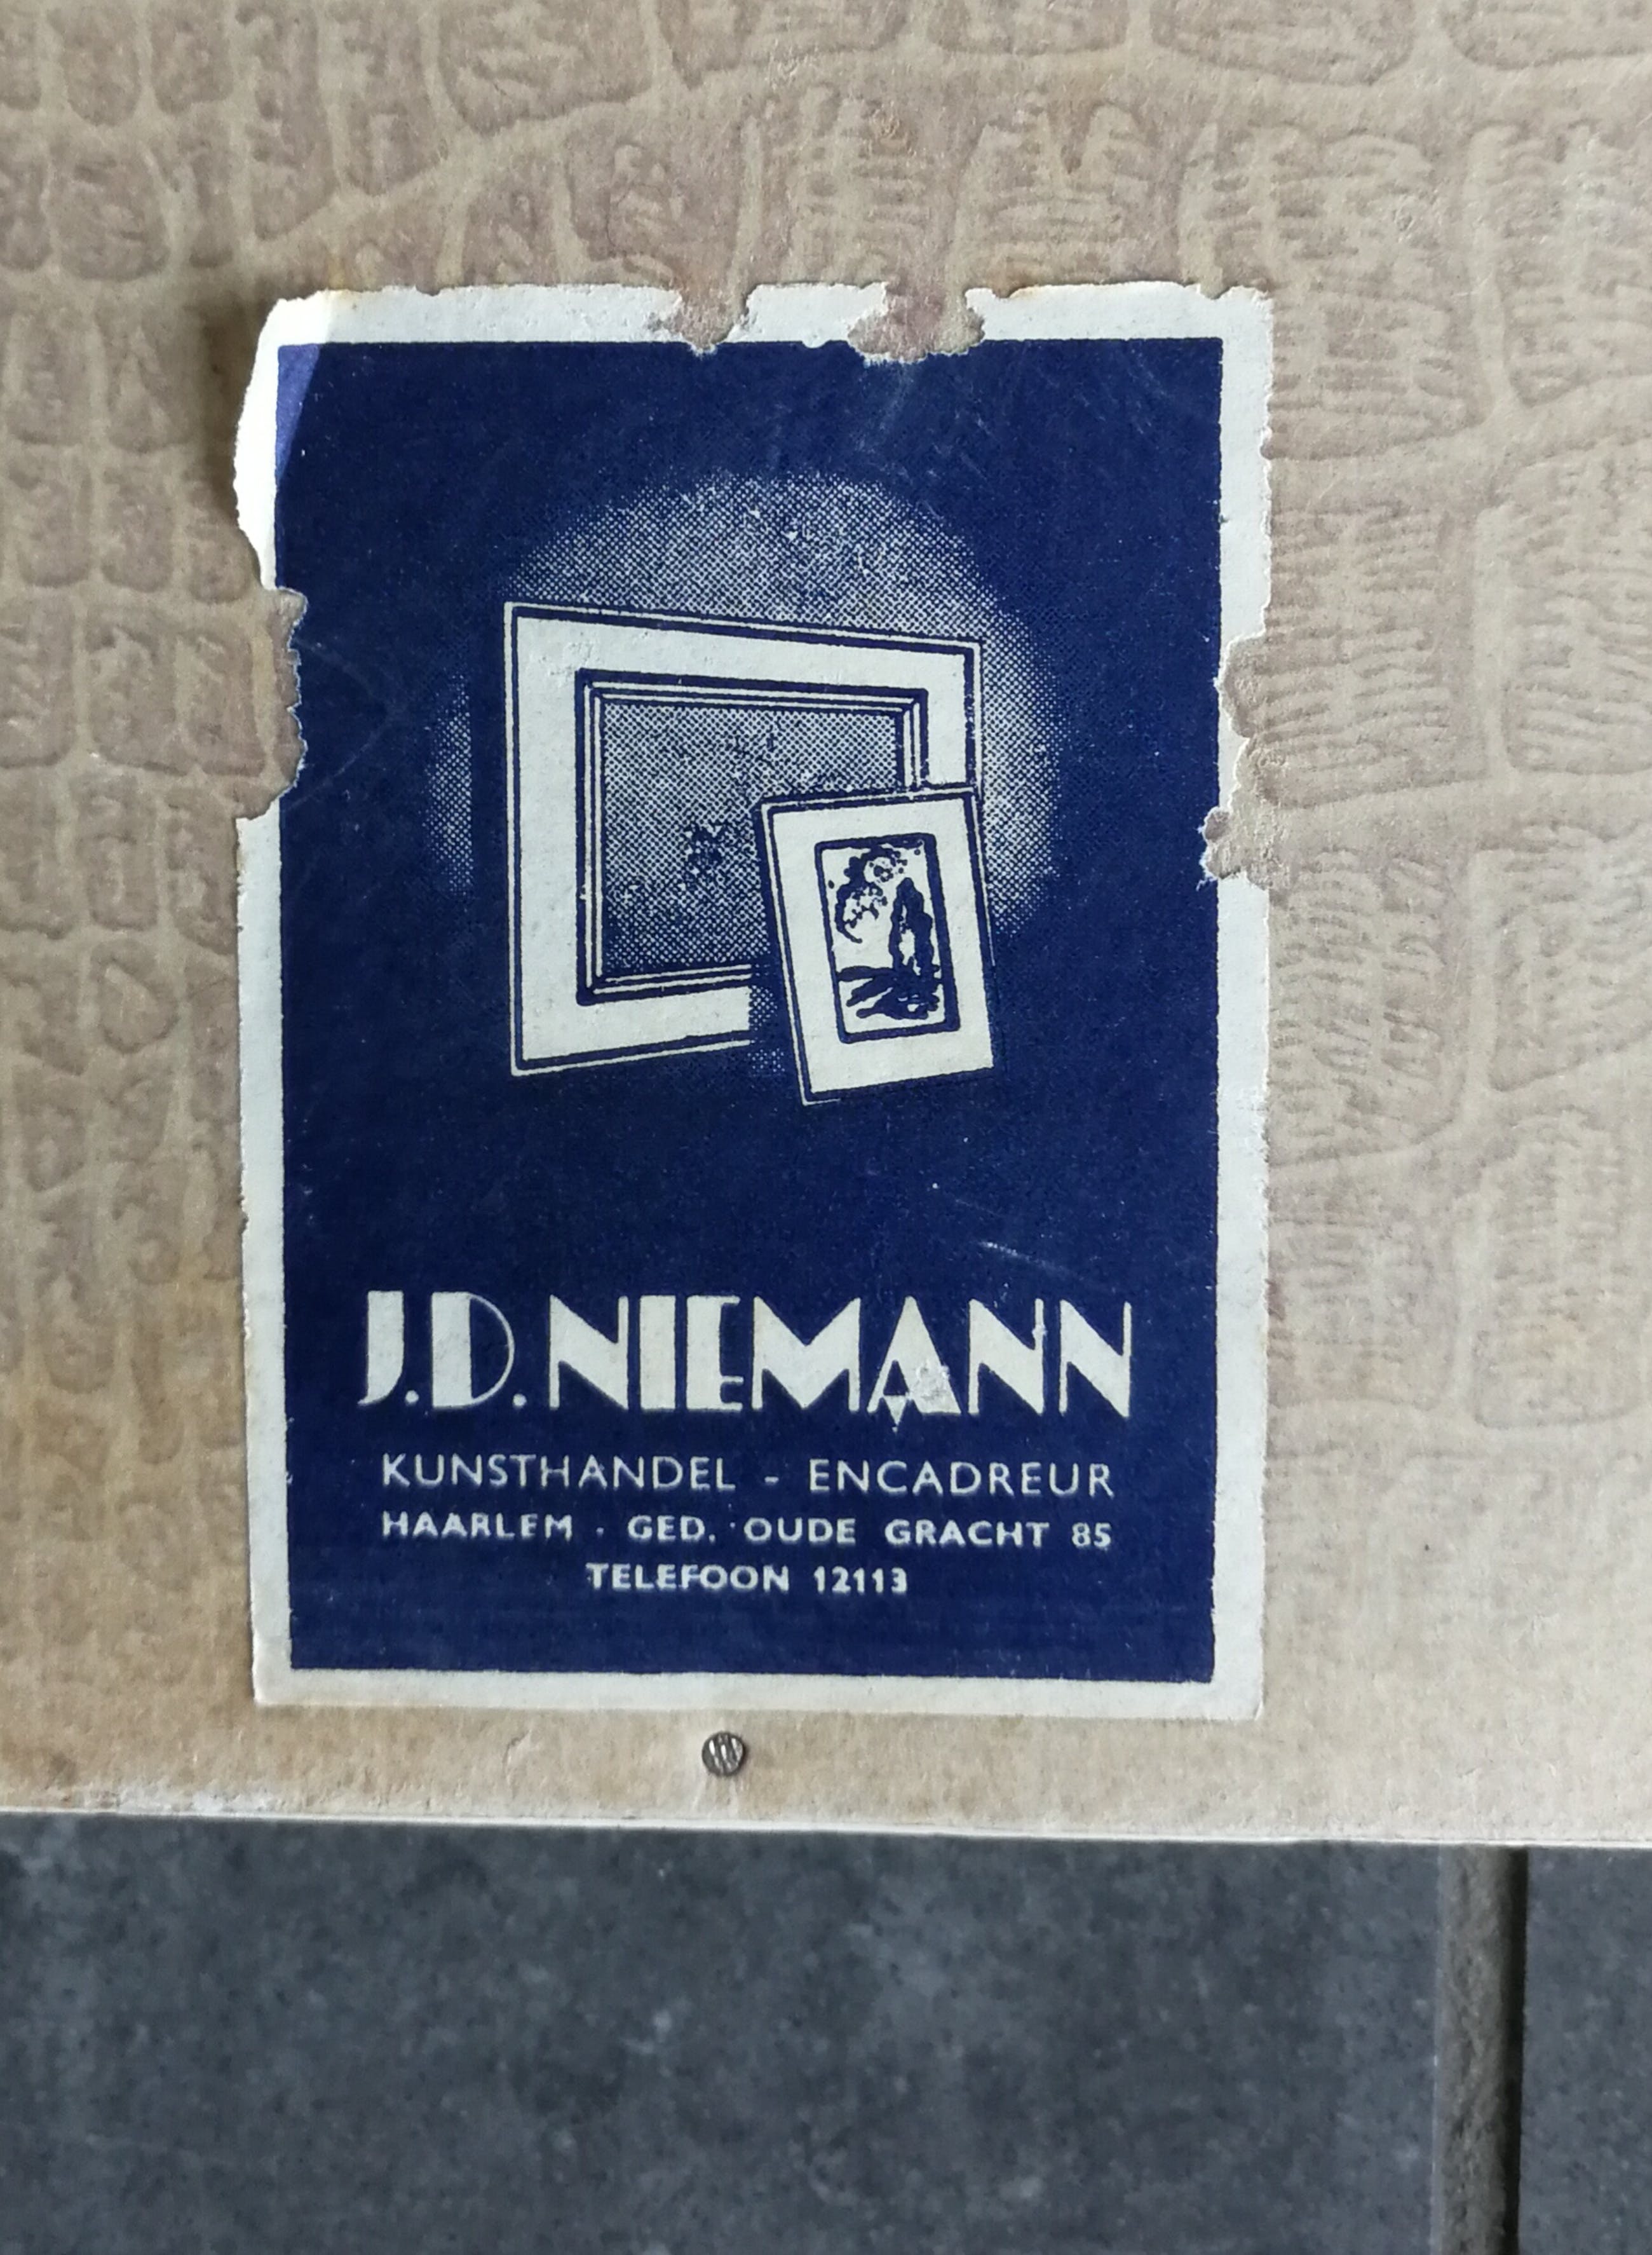 J.D. NIEMANN
KUNSTHANDEL - ENCADREUR
HAARLEM · GED. OUDE GRACHT 85
TELEFOON 12113